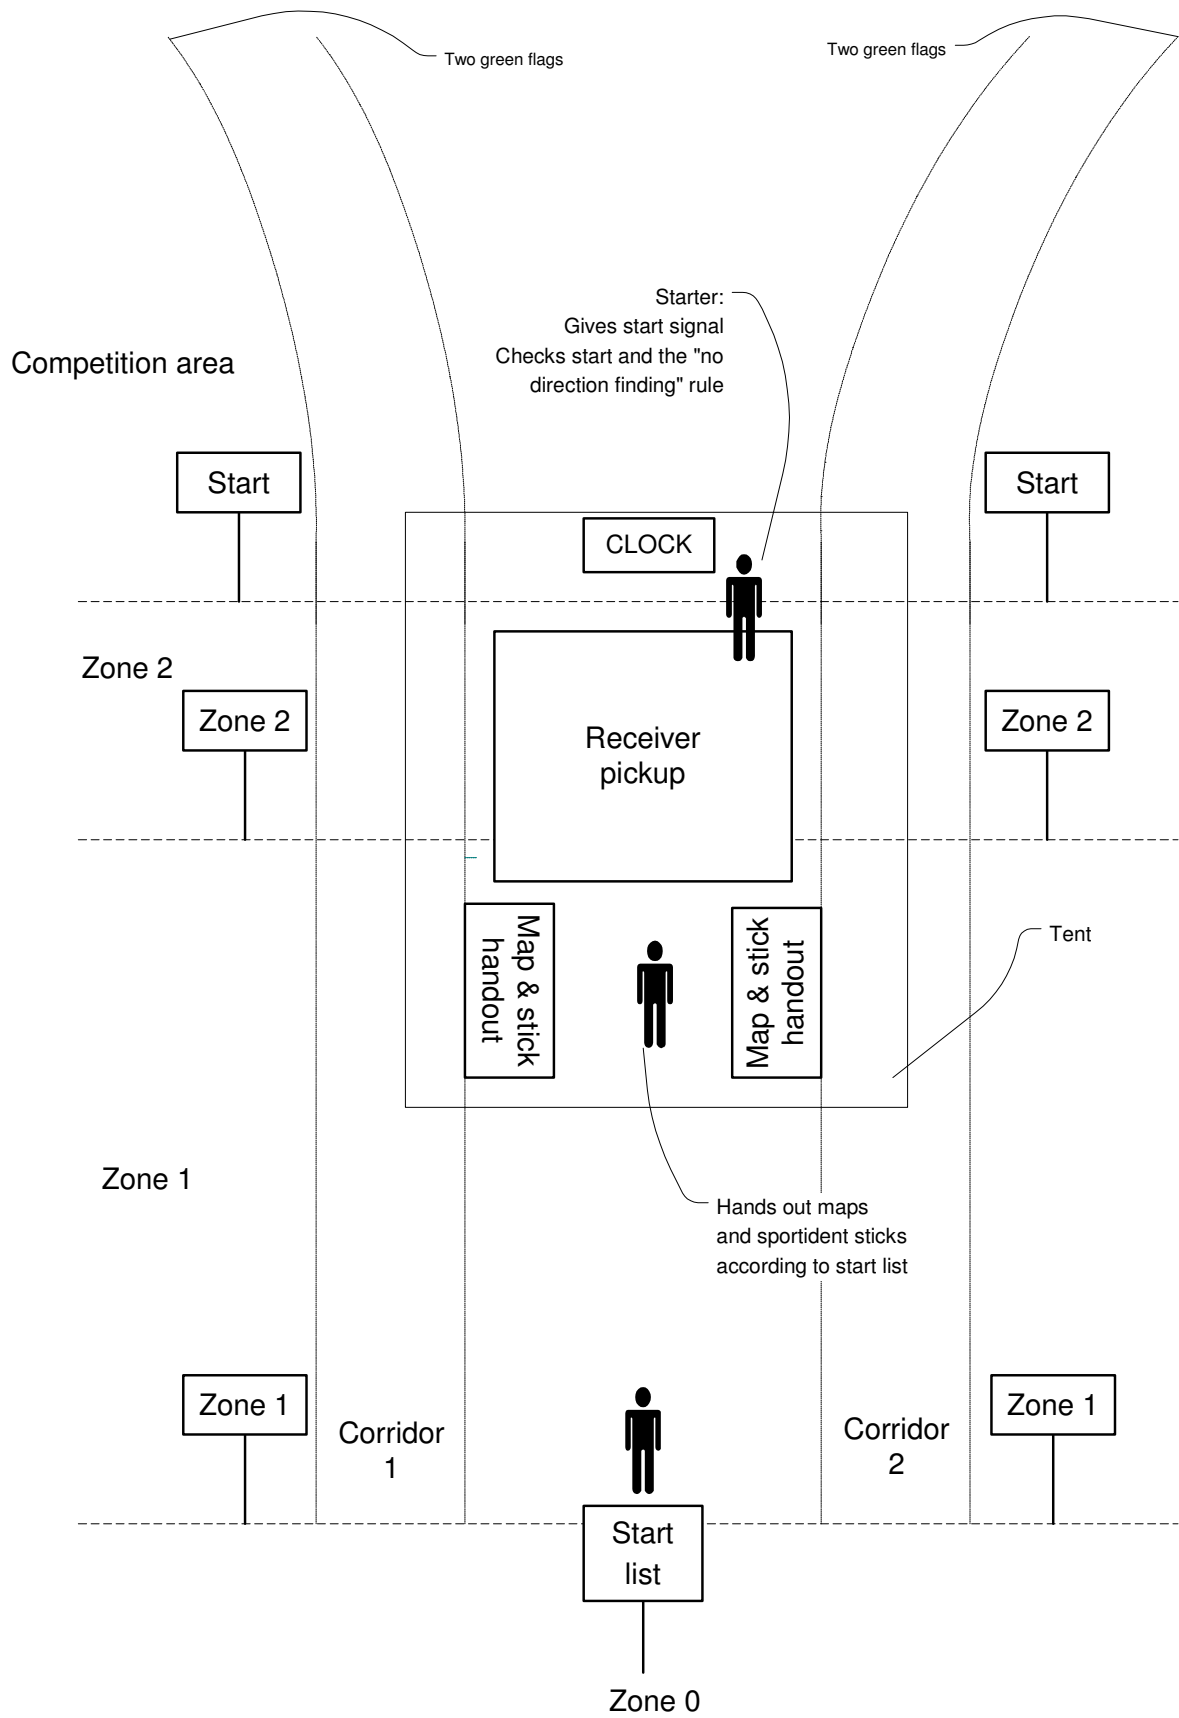 Two green flags
Two green flags
Starter:
Gives start signal
Checks start and the "no
direction finding" rule
Competition area
Start
Start
CLOCK
Zone 2
Zone 2
Zone 2
Receiver
pickup
Map & stick
handout
Map & stick
handout
Tent
Zone 1
Hands out maps
and sportident sticks
according to start list
Zone 1
Zone 1
Corridor
1
Corridor
2
Start
list
Zone 0